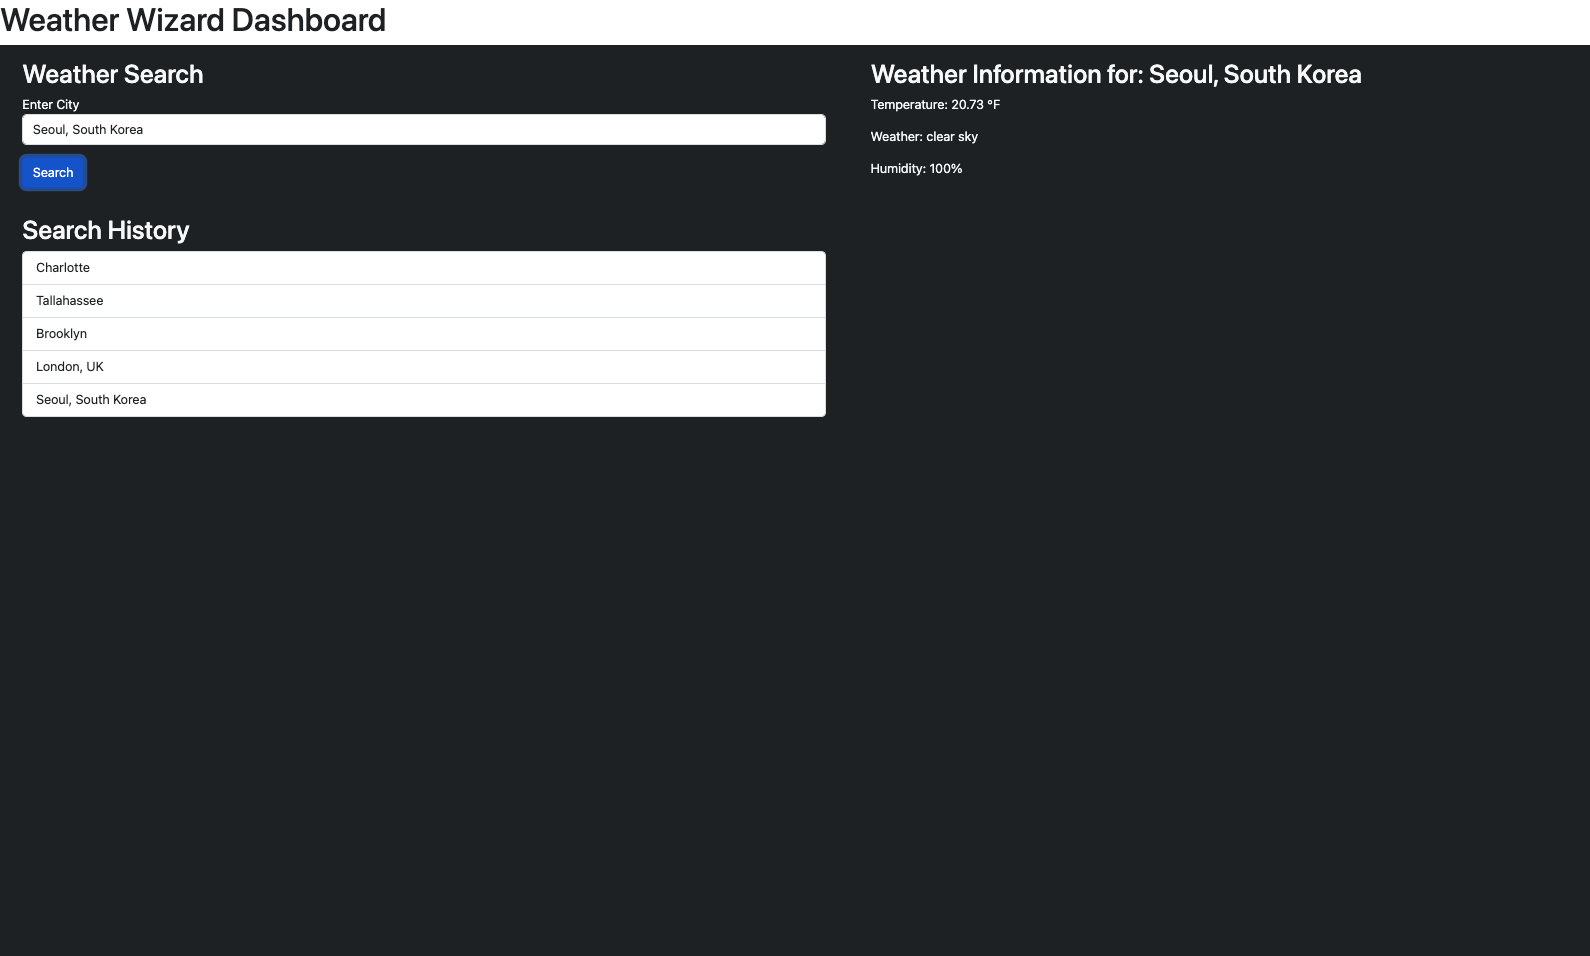 Weather Wizard Dashboard
Weather Search
Enter City
Seoul, South Korea
Search
Search History
Charlotte
Tallahassee
Brooklyn
London, UK
Seoul, South Korea
Weather Information for: Seoul, South Korea
Temperature: 20.73 °F
Weather: clear sky
Humidity: 100%